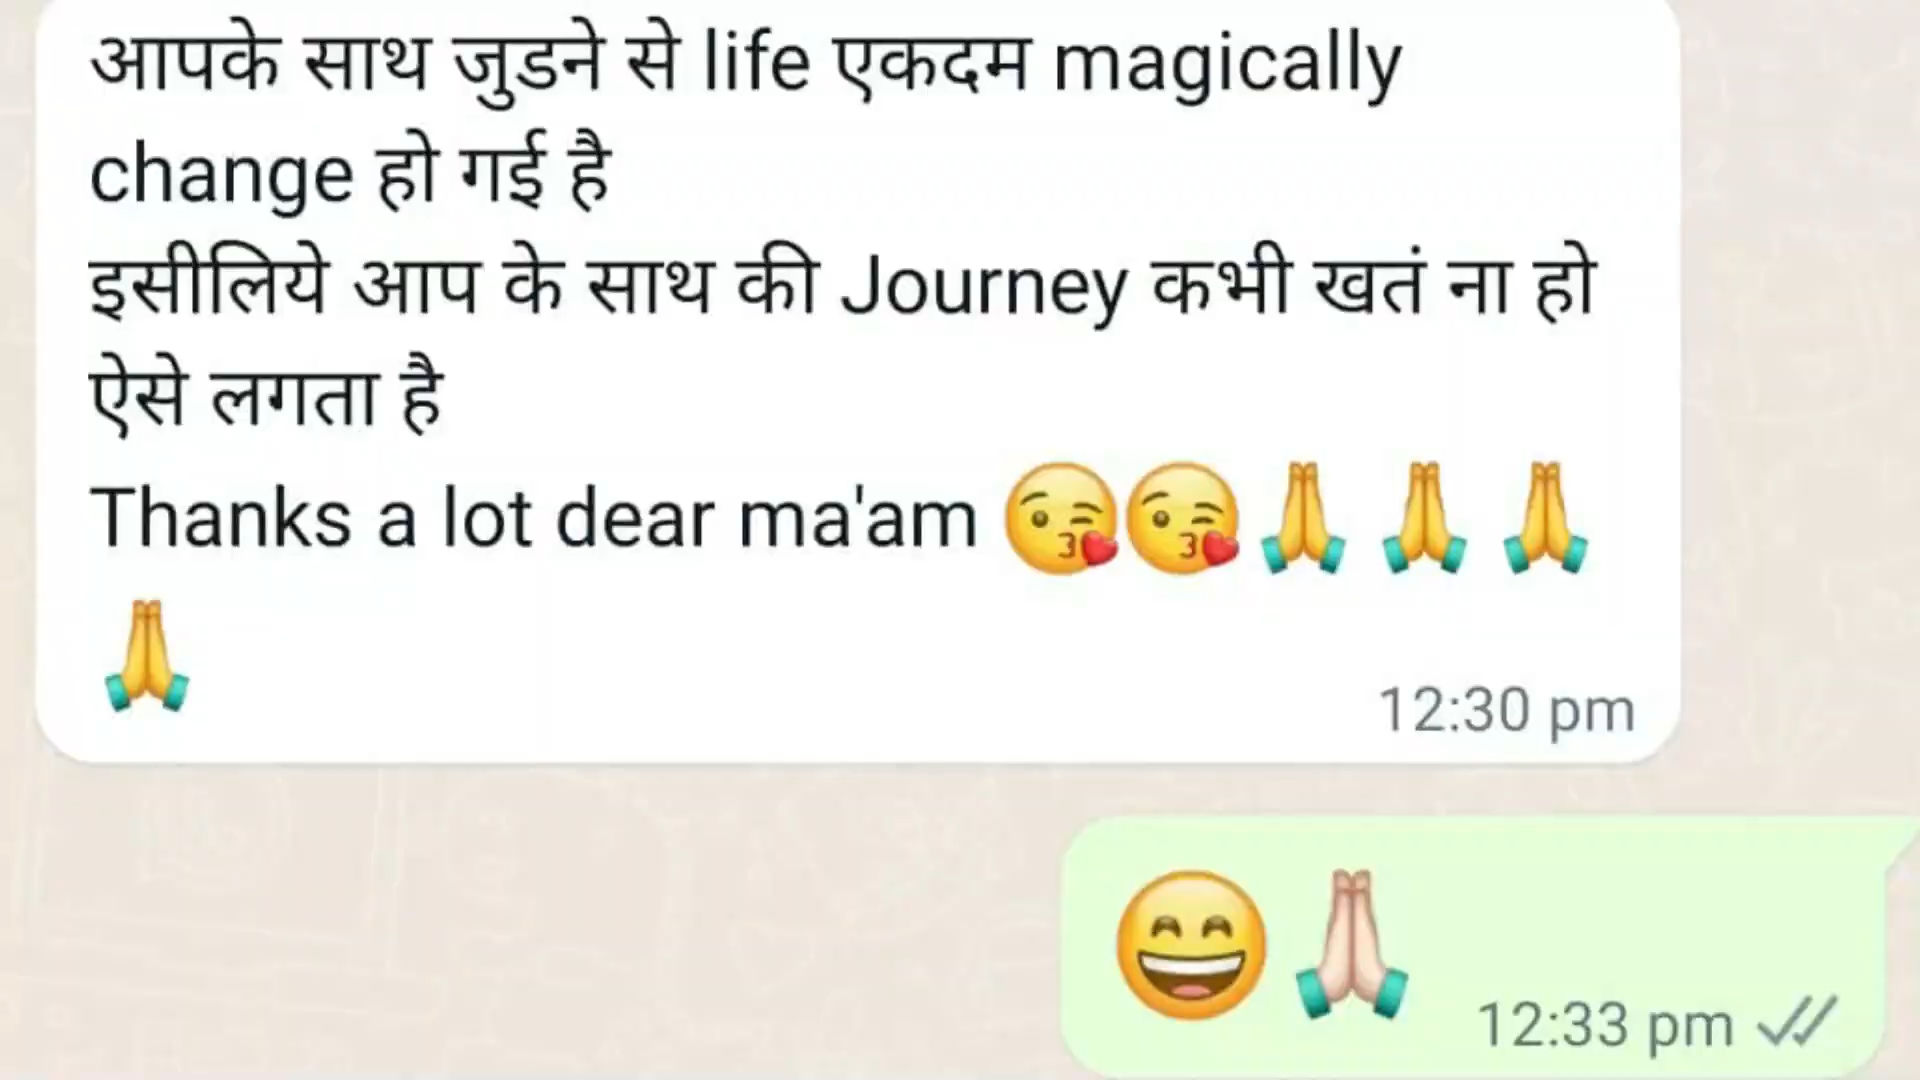 आपके साथ जुडने से life एकदम magically
change हो गई है
इसीलिये आप के साथ की Journey कभी खतं ना हो
ऐसे लगता है
Thanks a lot dear ma'am 😘😘🙏🙏🙏
🙏
12:30 pm
😄🙏🏻
12:33 pm